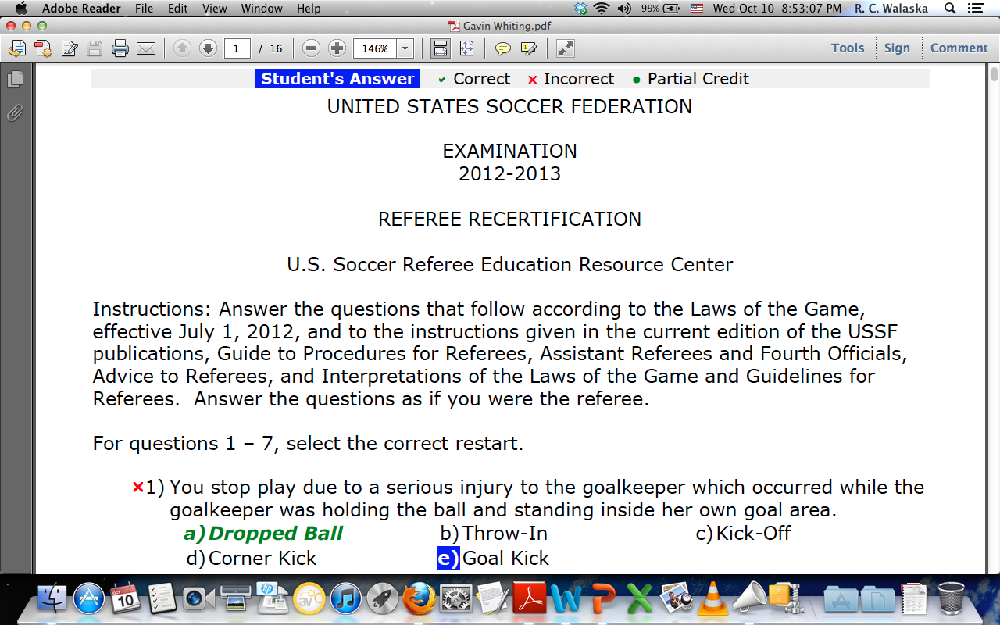 Adobe Reader File Edit View Window Help 99% Wed Oct 10 8:53:07 PM R. C. Walaska
Gavin Whiting.pdf
1 / 16 146% Tools Sign Comment
Student's Answer ✓ Correct × Incorrect ● Partial Credit
UNITED STATES SOCCER FEDERATION
EXAMINATION
2012-2013
REFEREE RECERTIFICATION
U.S. Soccer Referee Education Resource Center
Instructions: Answer the questions that follow according to the Laws of the Game,
effective July 1, 2012, and to the instructions given in the current edition of the USSF
publications, Guide to Procedures for Referees, Assistant Referees and Fourth Officials,
Advice to Referees, and Interpretations of the Laws of the Game and Guidelines for
Referees.  Answer the questions as if you were the referee.
For questions 1 – 7, select the correct restart.
×1) You stop play due to a serious injury to the goalkeeper which occurred while the
goalkeeper was holding the ball and standing inside her own goal area.
a) Dropped Ball b) Throw-In c) Kick-Off
d) Corner Kick e) Goal Kick
OCT
10
hp
av